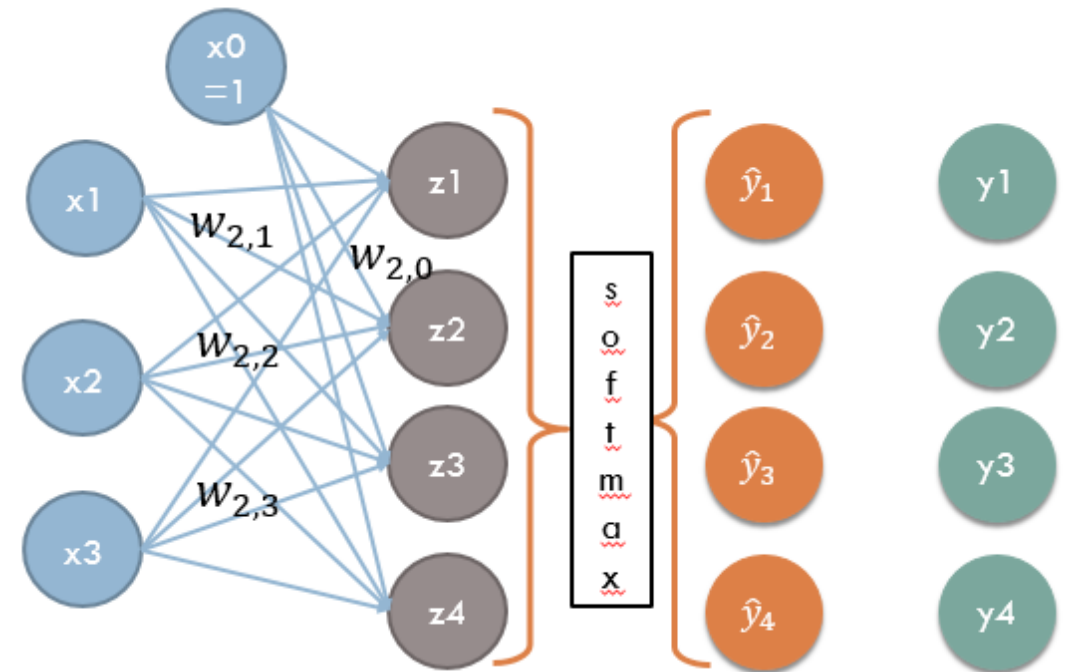 x0
=1
x1
x2
x3
w₂,₁
w₂,₀
w₂,₂
w₂,₃
z1
z2
z3
z4
s
o
f
t
m
a
x
ŷ₁
ŷ₂
ŷ₃
ŷ₄
y1
y2
y3
y4